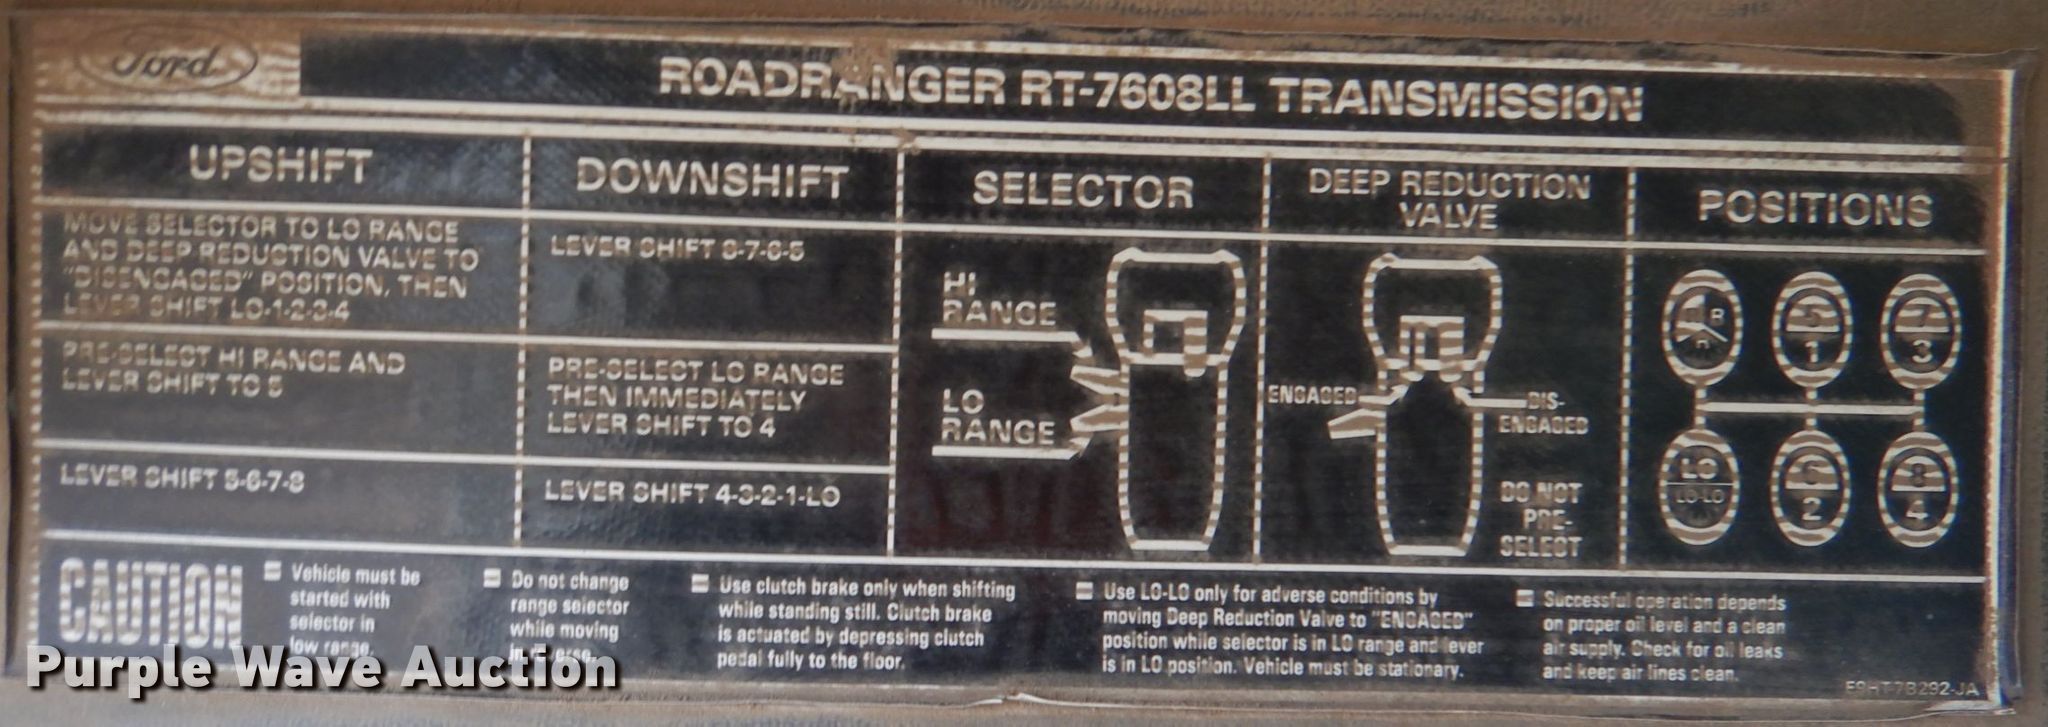 Ford
ROADRANGER RT-7608LL TRANSMISSION
UPSHIFT
MOVE SELECTOR TO LO RANGE
AND DEEP REDUCTION VALVE TO
"DISENGAGED" POSITION, THEN
LEVER SHIFT LO-1-2-3-4
PRE-SELECT HI RANGE AND
LEVER SHIFT TO 5
LEVER SHIFT 5-6-7-8
DOWNSHIFT
LEVER SHIFT 8-7-6-5
PRE-SELECT LO RANGE
THEN IMMEDIATELY
LEVER SHIFT TO 4
LEVER SHIFT 4-3-2-1-LO
SELECTOR
HI
RANGE
LO
RANGE
DEEP REDUCTION
VALVE
ENGAGED
DIS-
ENGAGED
DO NOT
PRE-
SELECT
POSITIONS
R 5 7
R 1 3
LO 6 8
LO-LO 2 4
CAUTION
Vehicle must be
started with
selector in
low range.
Do not change
range selector
while moving
in reverse.
Use clutch brake only when shifting
while standing still. Clutch brake
is actuated by depressing clutch
pedal fully to the floor.
Use LO-LO only for adverse conditions by
moving Deep Reduction Valve to "ENGAGED"
position while selector is in LO range and lever
is in LO position. Vehicle must be stationary.
Successful operation depends
on proper oil level and a clean
air supply. Check for oil leaks
and keep air lines clean.
E9HT-7B292-JA
Purple Wave Auction